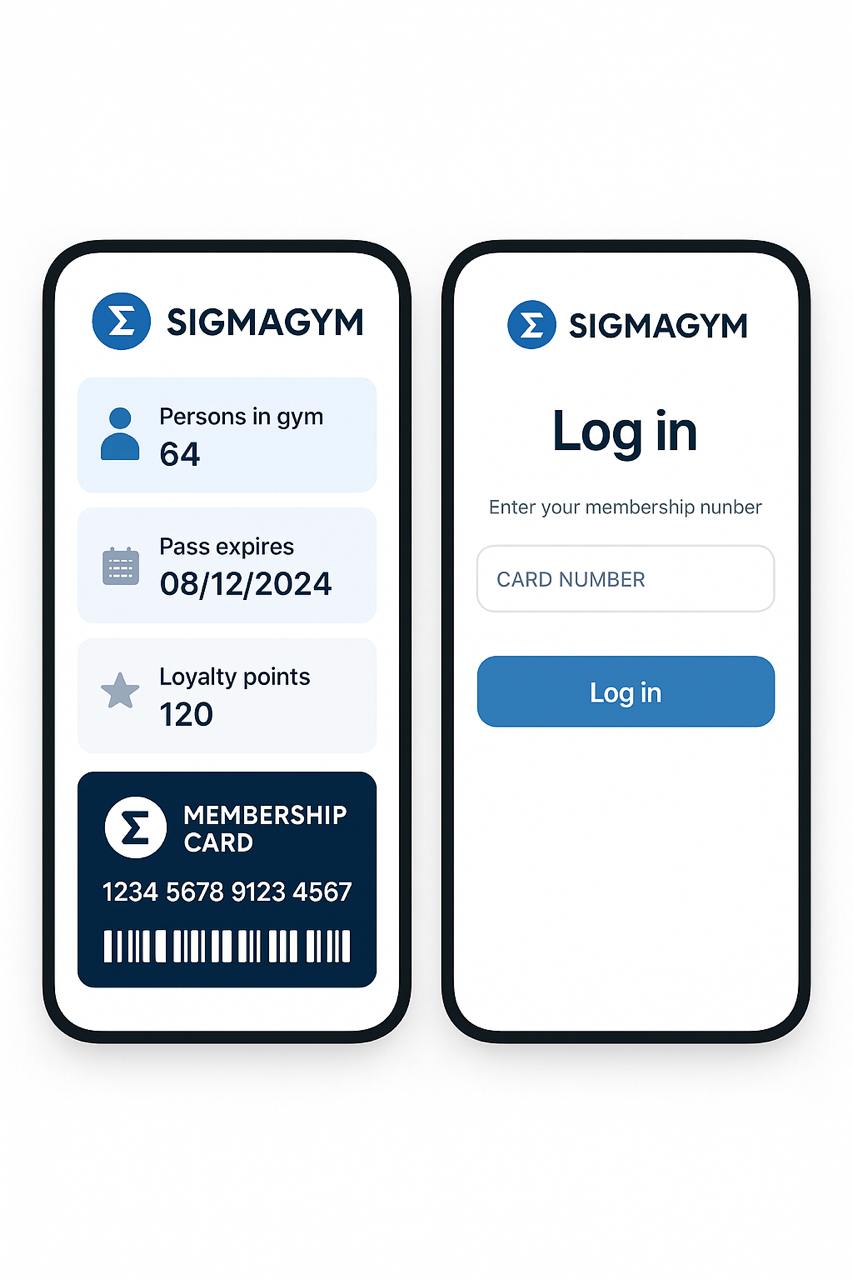 SIGMAGYM
Persons in gym
64
Pass expires
08/12/2024
Loyalty points
120
MEMBERSHIP
CARD
1234 5678 9123 4567
SIGMAGYM
Log in
Enter your membership nunber
CARD NUMBER
Log in